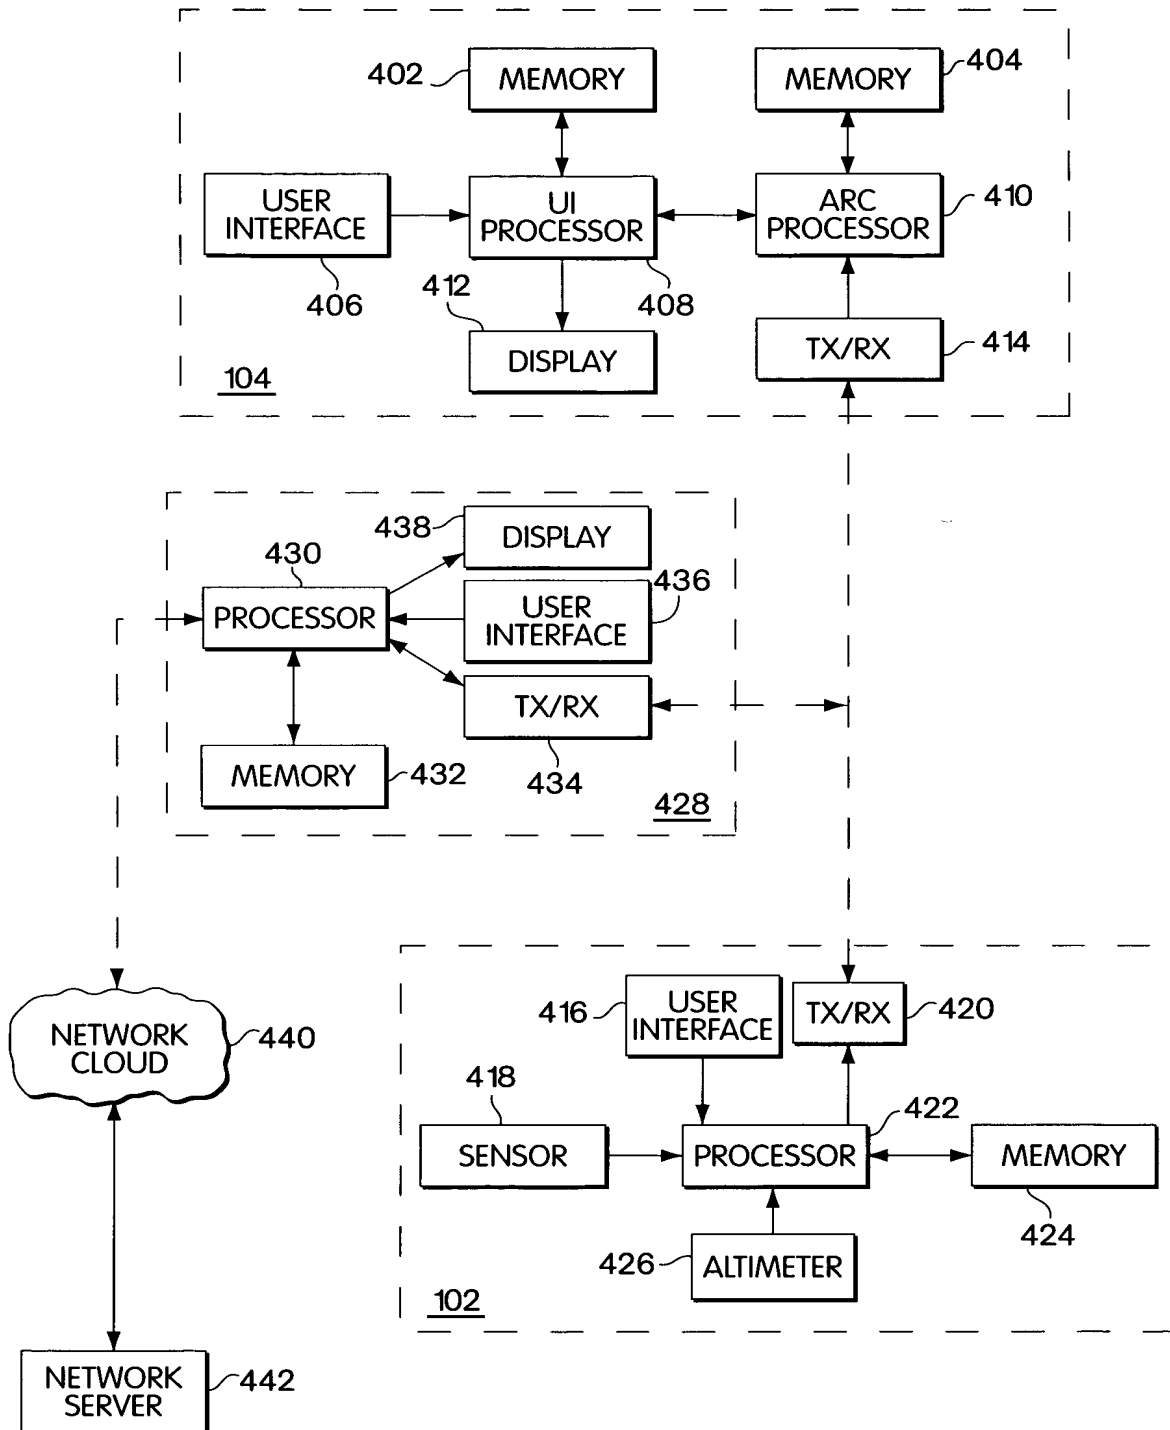 402
MEMORY
MEMORY
404
USER
INTERFACE
406
UI
PROCESSOR
408
ARC
PROCESSOR
410
412
DISPLAY
TX/RX
414
104
438
DISPLAY
430
PROCESSOR
USER
INTERFACE
436
TX/RX
434
MEMORY
432
428
NETWORK
CLOUD
440
416
USER
INTERFACE
TX/RX
420
418
SENSOR
PROCESSOR
422
MEMORY
424
426
ALTIMETER
102
NETWORK
SERVER
442